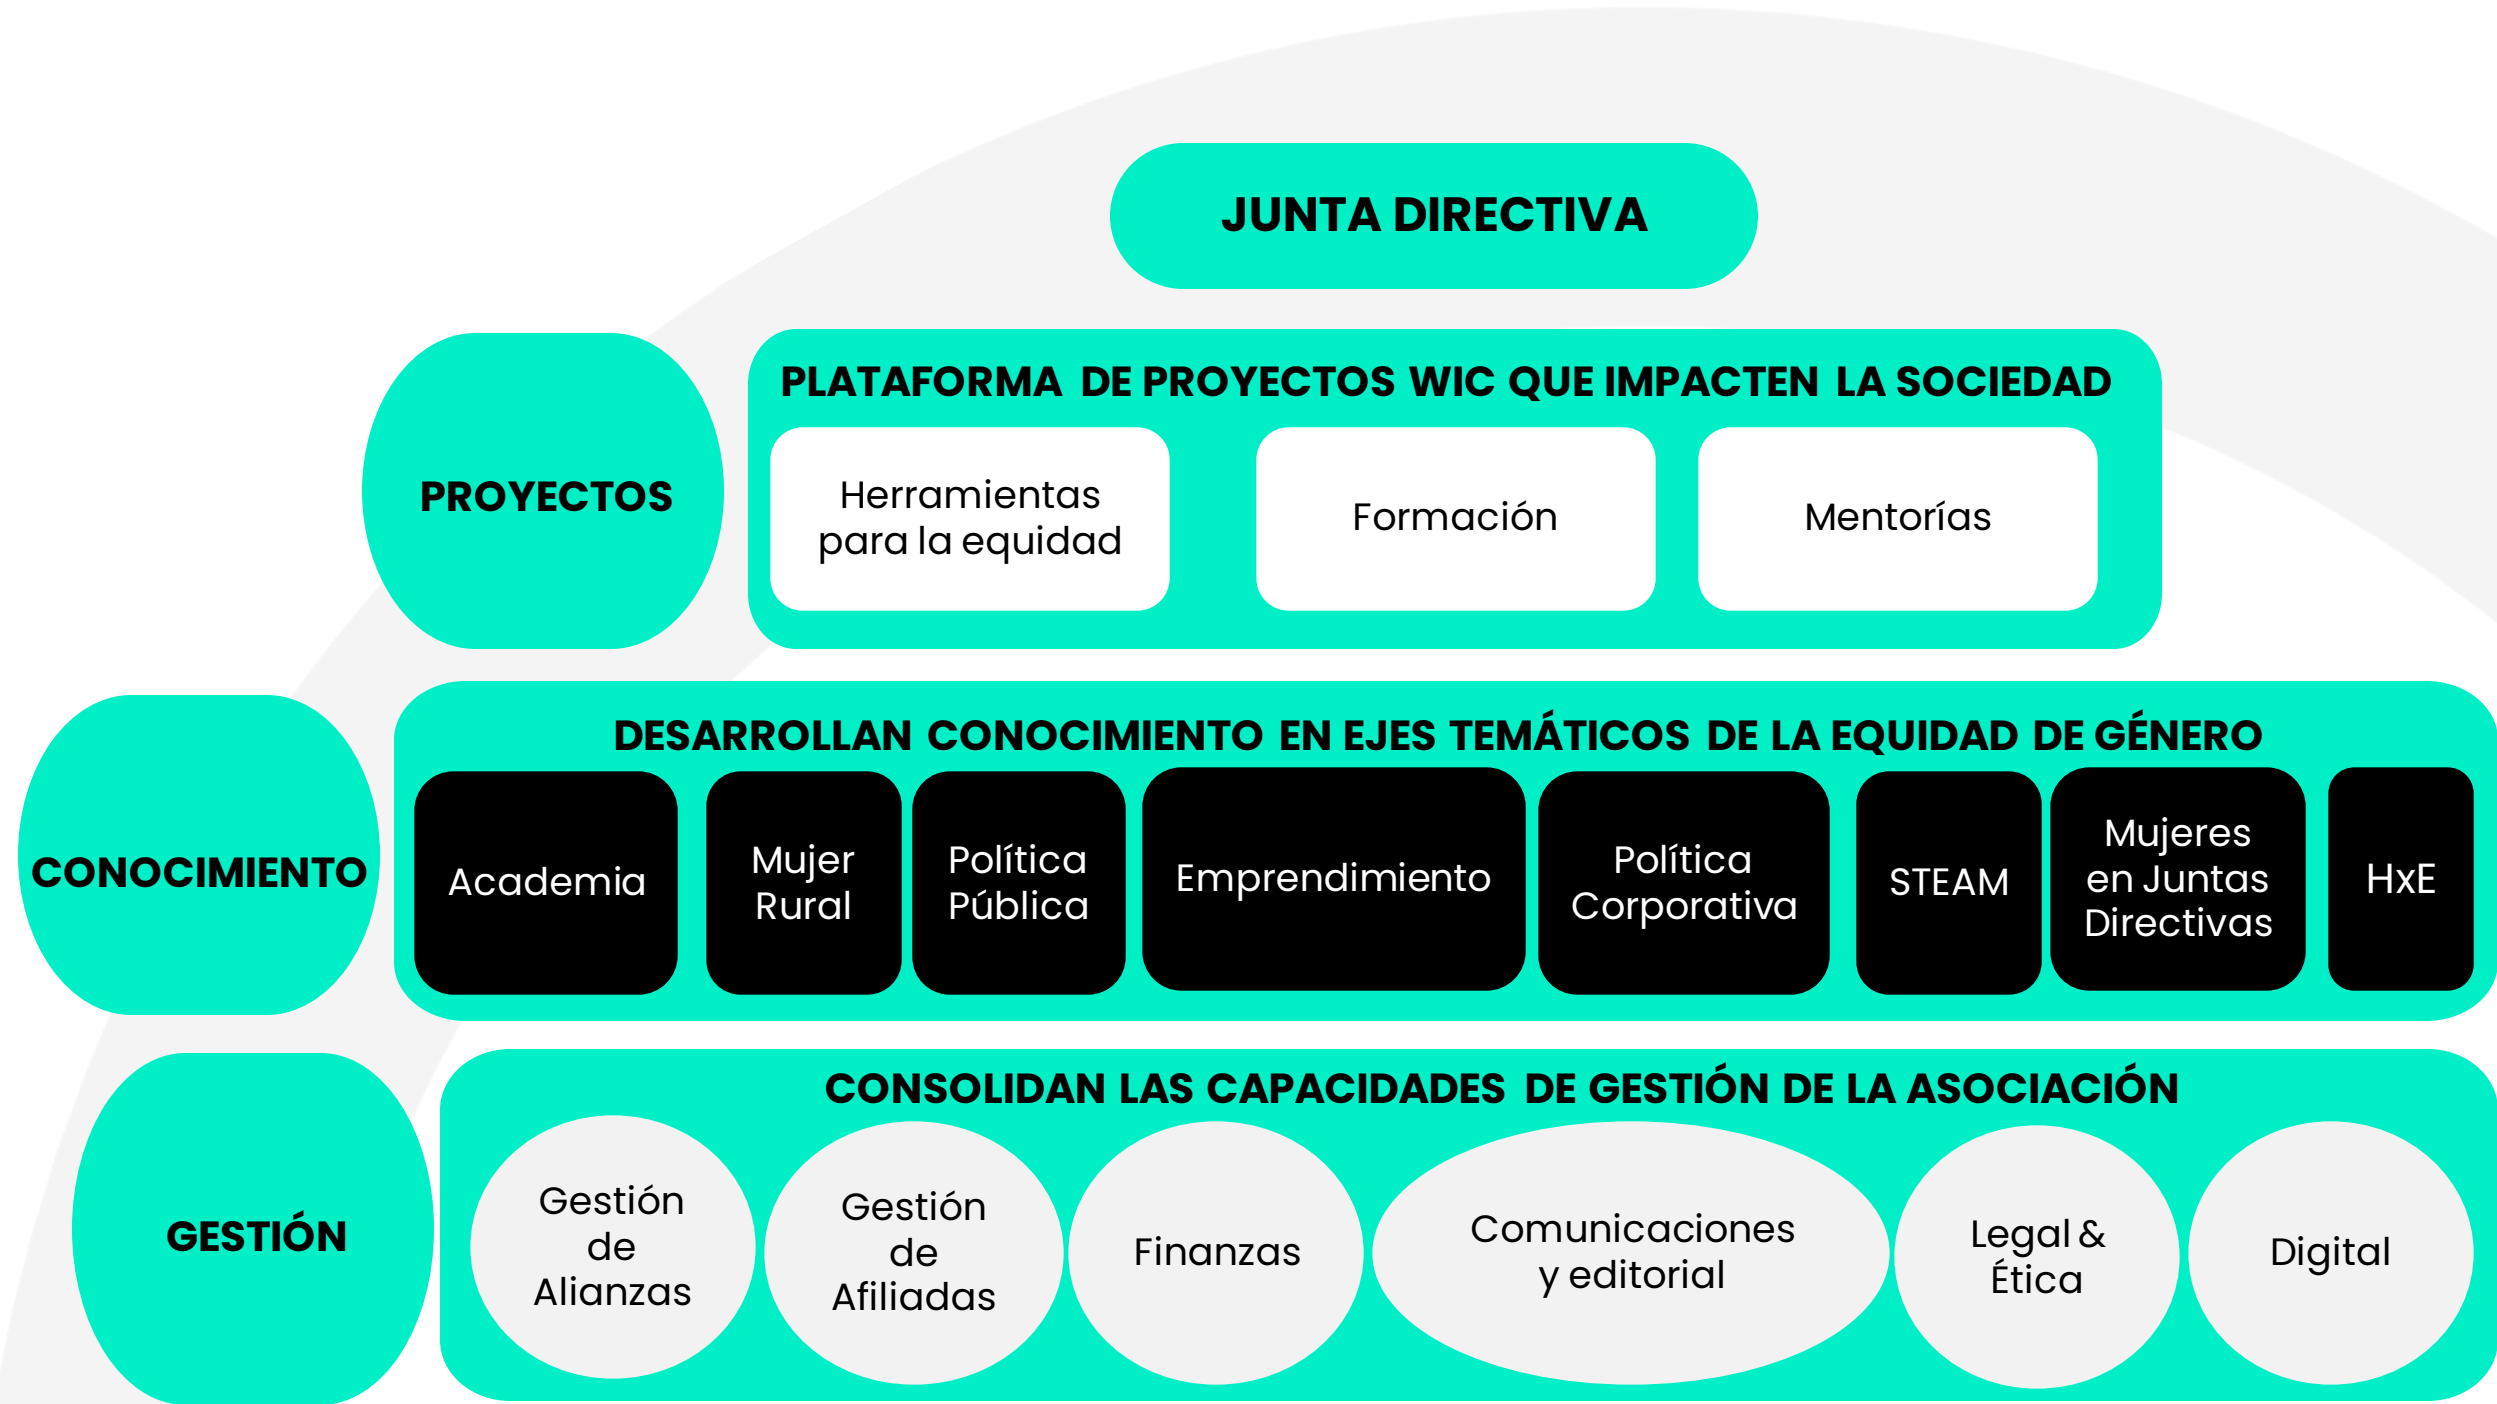 JUNTA DIRECTIVA
PROYECTOS
PLATAFORMA DE PROYECTOS WIC QUE IMPACTEN LA SOCIEDAD
Herramientas
para la equidad
Formación
Mentorías
CONOCIMIENTO
DESARROLLAN CONOCIMIENTO EN EJES TEMÁTICOS DE LA EQUIDAD DE GÉNERO
Academia
Mujer
Rural
Política
Pública
Emprendimiento
Política
Corporativa
STEAM
Mujeres
en Juntas
Directivas
HxE
GESTIÓN
CONSOLIDAN LAS CAPACIDADES DE GESTIÓN DE LA ASOCIACIÓN
Gestión
de
Alianzas
Gestión
de
Afiliadas
Finanzas
Comunicaciones
y editorial
Legal &
Ética
Digital